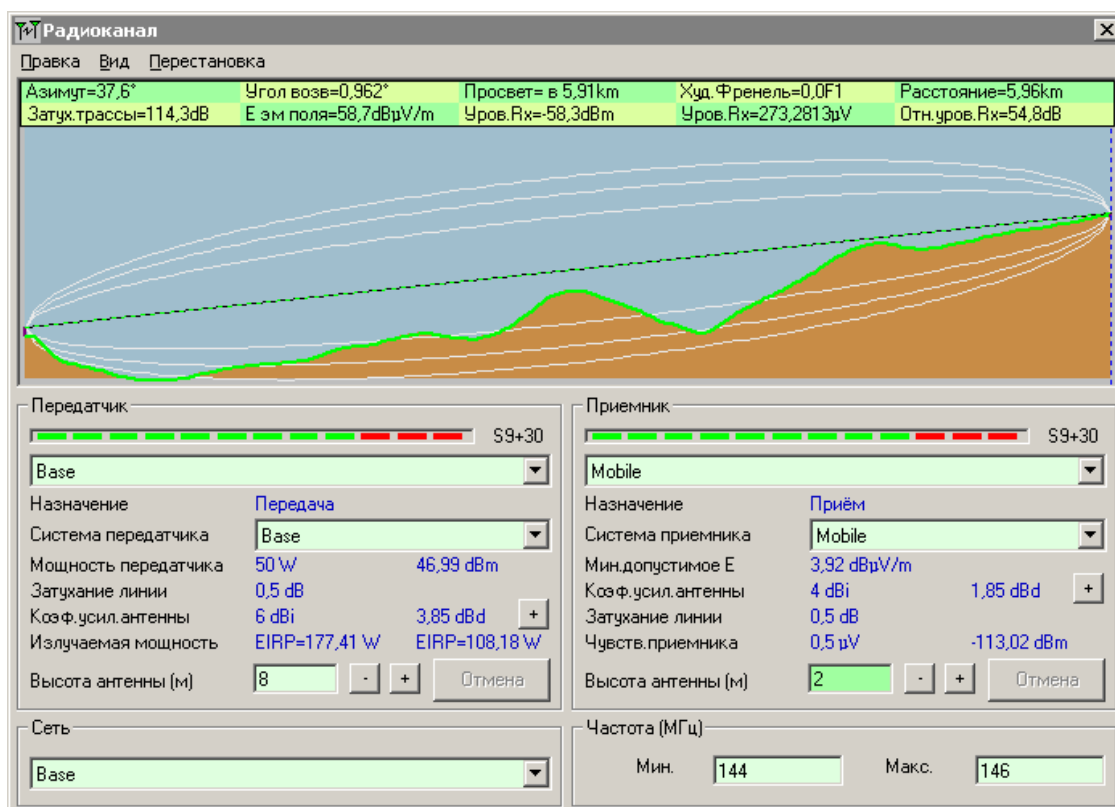 Радиоканал
Правка Вид Перестановка
Азимут=37,6° Угол возв=0,962° Просвет= в 5,91km Худ.Френель=0,0F1 Расстояние=5,96km
Затух.трассы=114,3dB E эм поля=58,7dBµV/m Уров.Rx=-58,3dBm Уров.Rx=273,2813µV Отн.уров.Rx=54,8dB
Передатчик Приемник
S9+30 S9+30
Base Mobile
Назначение Передача Назначение Приём
Система передатчика Base Система приемника Mobile
Мощность передатчика 50 W 46,99 dBm Мин.допустимое E 3,92 dBµV/m
Затухание линии 0,5 dB Коэф.усил.антенны 4 dBi 1,85 dBd +
Коэф.усил.антенны 6 dBi 3,85 dBd + Затухание линии 0,5 dB
Излучаемая мощность EIRP=177,41 W EIRP=108,18 W Чувств.приемника 0,5 µV -113,02 dBm
Высота антенны (м) 8 - + Отмена Высота антенны (м) 2 - + Отмена
Сеть Частота (МГц)
Base Мин. 144 Макс. 146